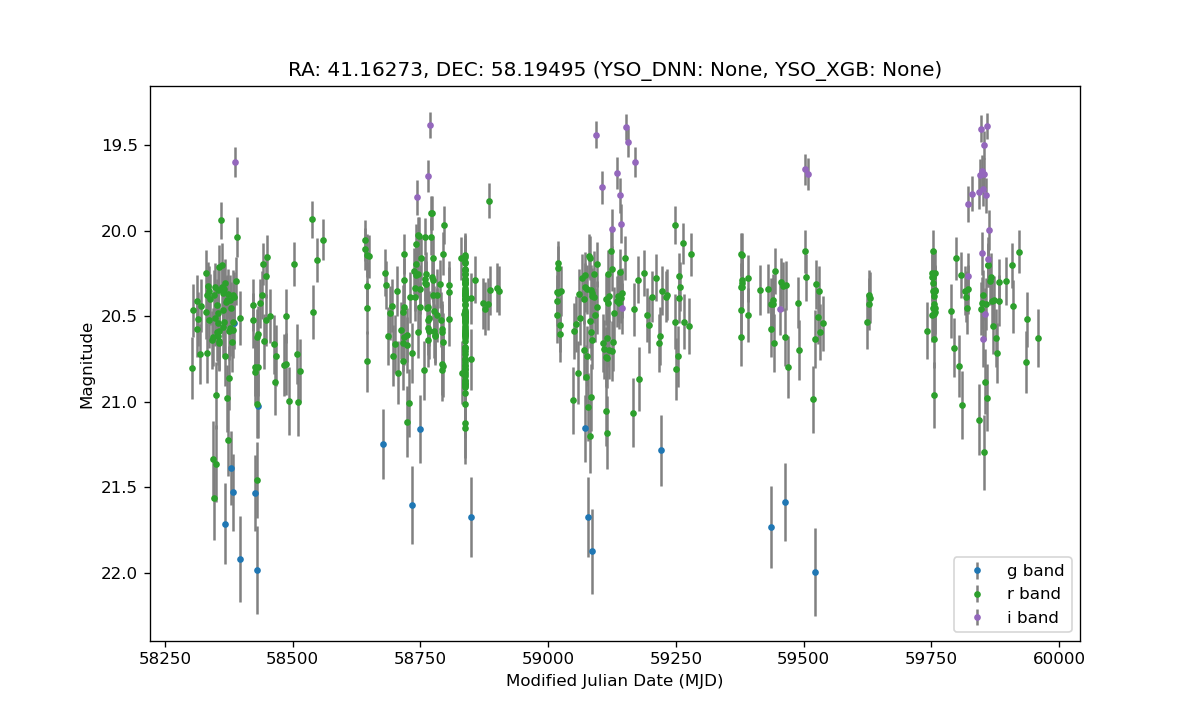 RA: 41.16273, DEC: 58.19495 (YSO_DNN: None, YSO_XGB: None)
19.5
20.0
20.5
21.0
21.5
22.0
Magnitude
g band
r band
i band
58250 58500 58750 59000 59250 59500 59750 60000
Modified Julian Date (MJD)